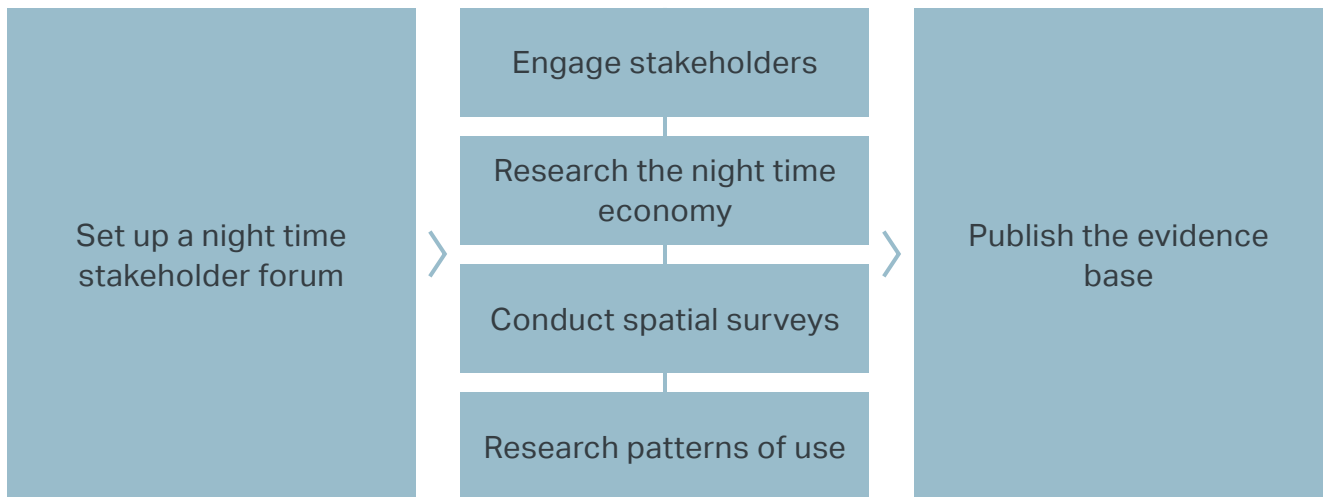 Set up a night time
stakeholder forum
Engage stakeholders
Research the night time
economy
Conduct spatial surveys
Research patterns of use
Publish the evidence
base